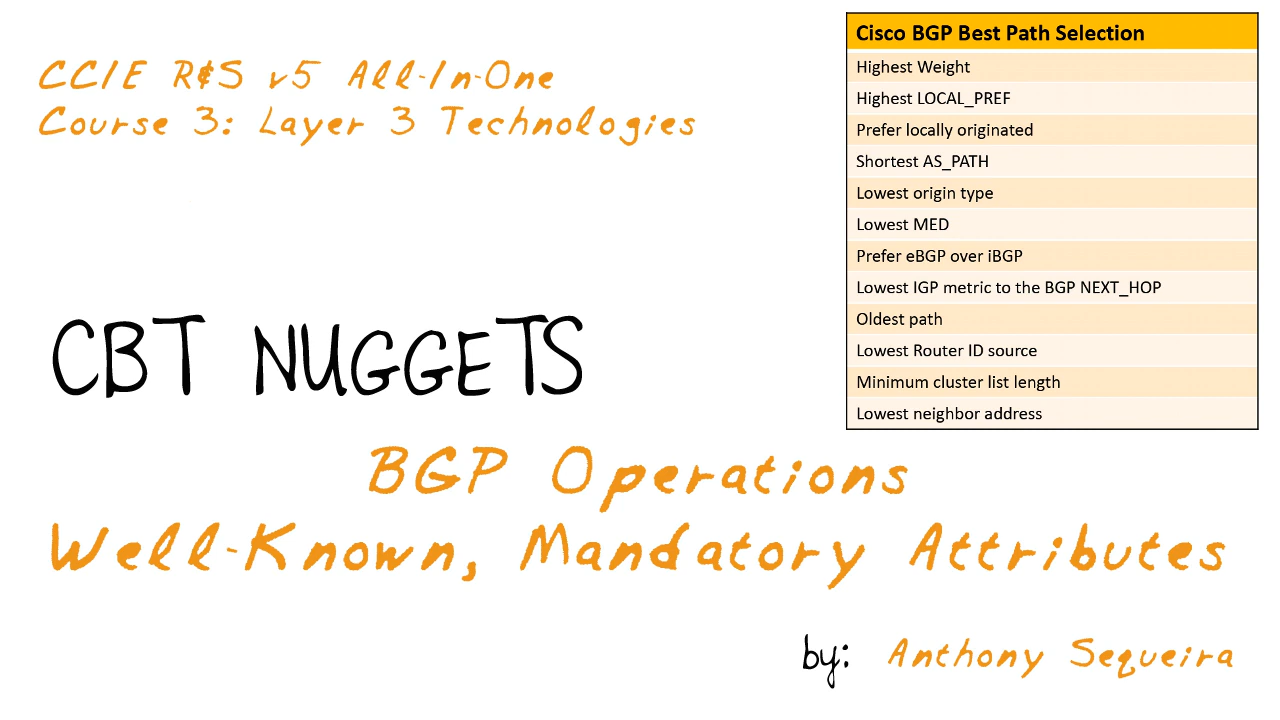 CCIE R&S v5 All-In-One
Course 3: Layer 3 Technologies
Cisco BGP Best Path Selection
Highest Weight
Highest LOCAL_PREF
Prefer locally originated
Shortest AS_PATH
Lowest origin type
Lowest MED
Prefer eBGP over iBGP
Lowest IGP metric to the BGP NEXT_HOP
Oldest path
Lowest Router ID source
Minimum cluster list length
Lowest neighbor address
CBT NUGGETS
BGP Operations
Well-Known, Mandatory Attributes
by: Anthony Sequeira